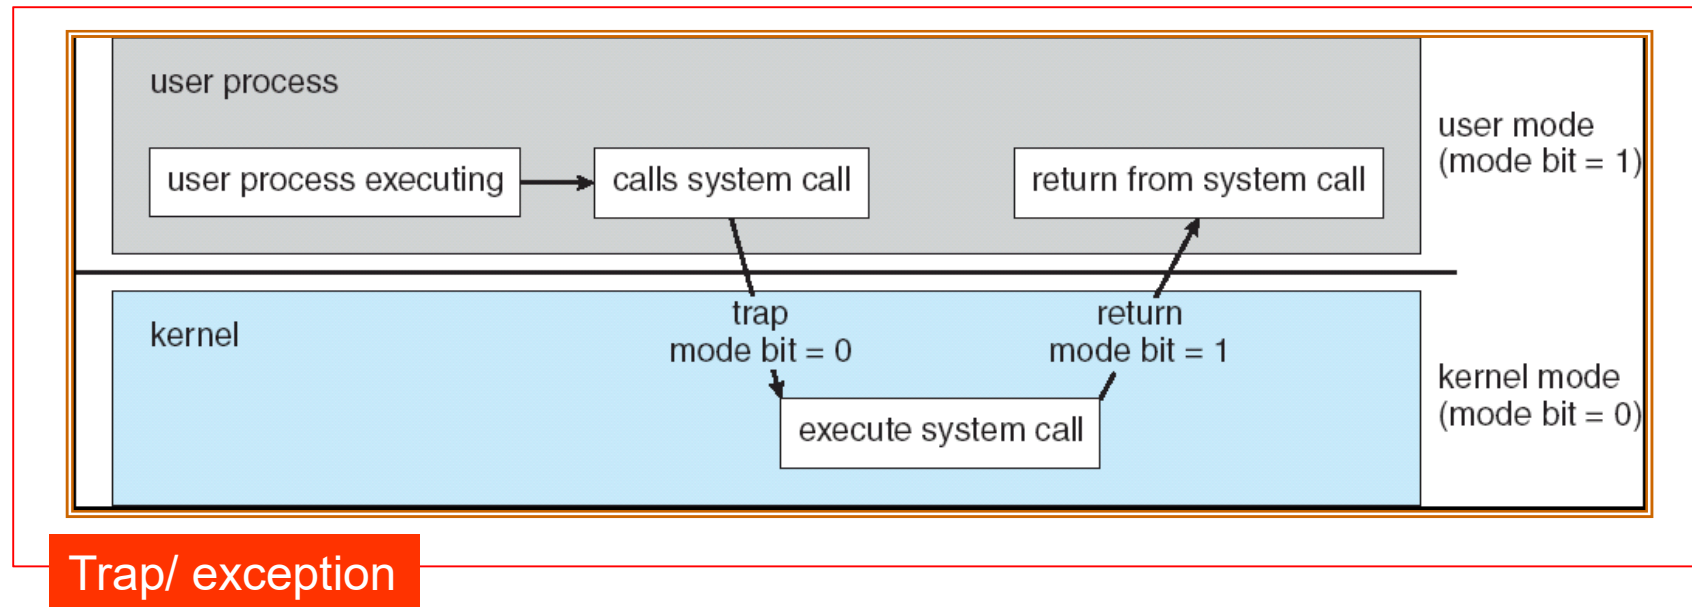 user process
user process executing
calls system call
return from system call
user mode
(mode bit = 1)
kernel
trap
mode bit = 0
return
mode bit = 1
execute system call
kernel mode
(mode bit = 0)
Trap/ exception